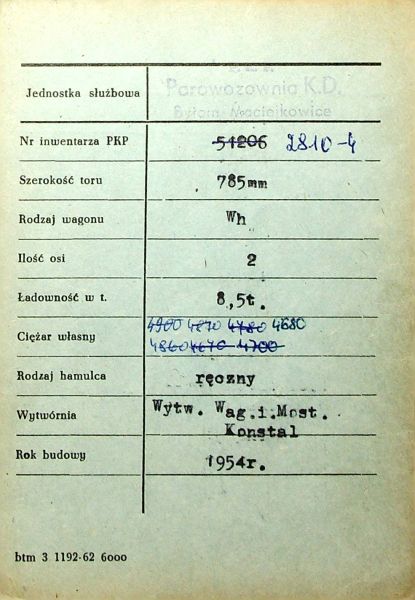 P.K.P.
Jednostka służbowa Parowozownia K.D.
Bytom Maciejkowice
Nr inwentarza PKP 51206 2810-4
Szerokość toru 785mm
Rodzaj wagonu Wh
Ilość osi 2
Ładowność w t. 8,5t.
4900 4870 4780 4680
Ciężar własny
4860 4670 4700
Rodzaj hamulca ręczny
Wytwórnia Wytw. Wag.i.Most.
Konstal
Rok budowy 1954r.
btm 3 1192-62 6000